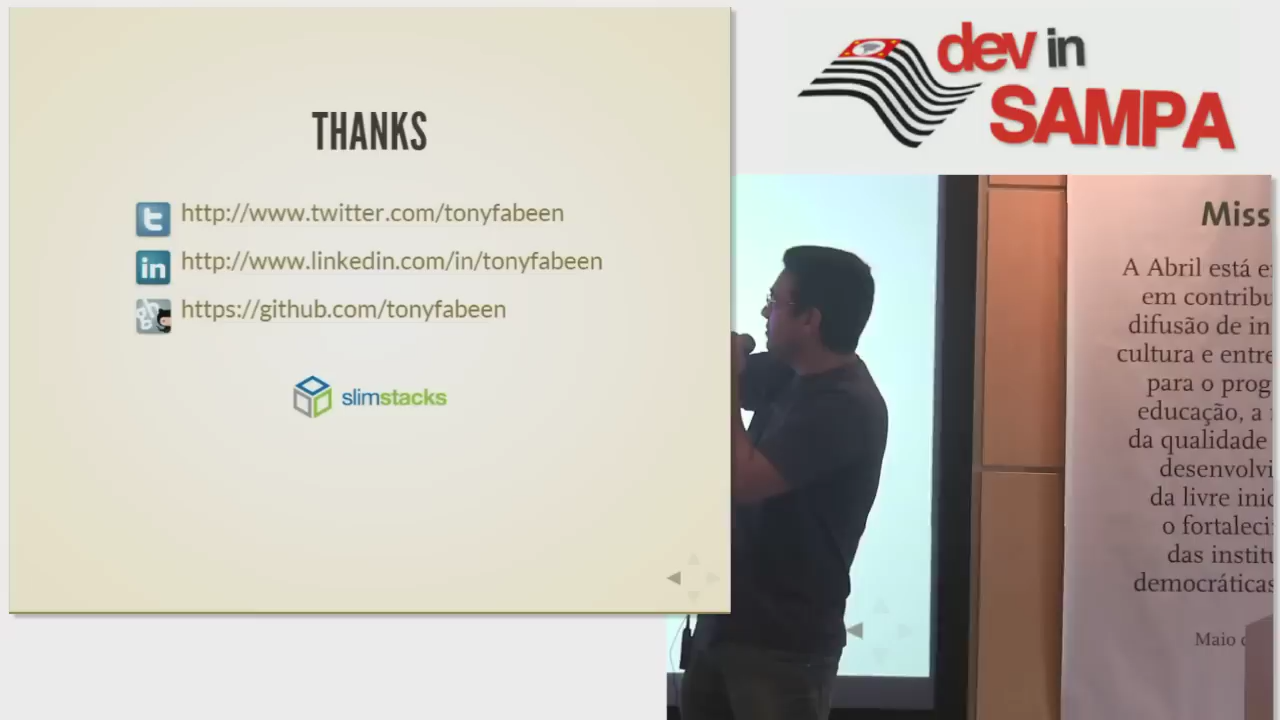 THANKS
http://www.twitter.com/tonyfabeen
http://www.linkedin.com/in/tonyfabeen
https://github.com/tonyfabeen
slimstacks
dev in
SAMPA
Miss
A Abril está e
em contribu
difusão de in
cultura e entre
para o prog
educação, a
da qualidade
desenvolvi
da livre inic
o fortaleci
das institu
democráticas
Maio